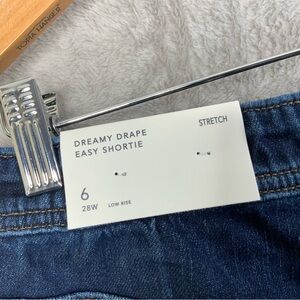 DREAMY DRAPE
EASY SHORTIE
STRETCH
6
28W LOW RISE